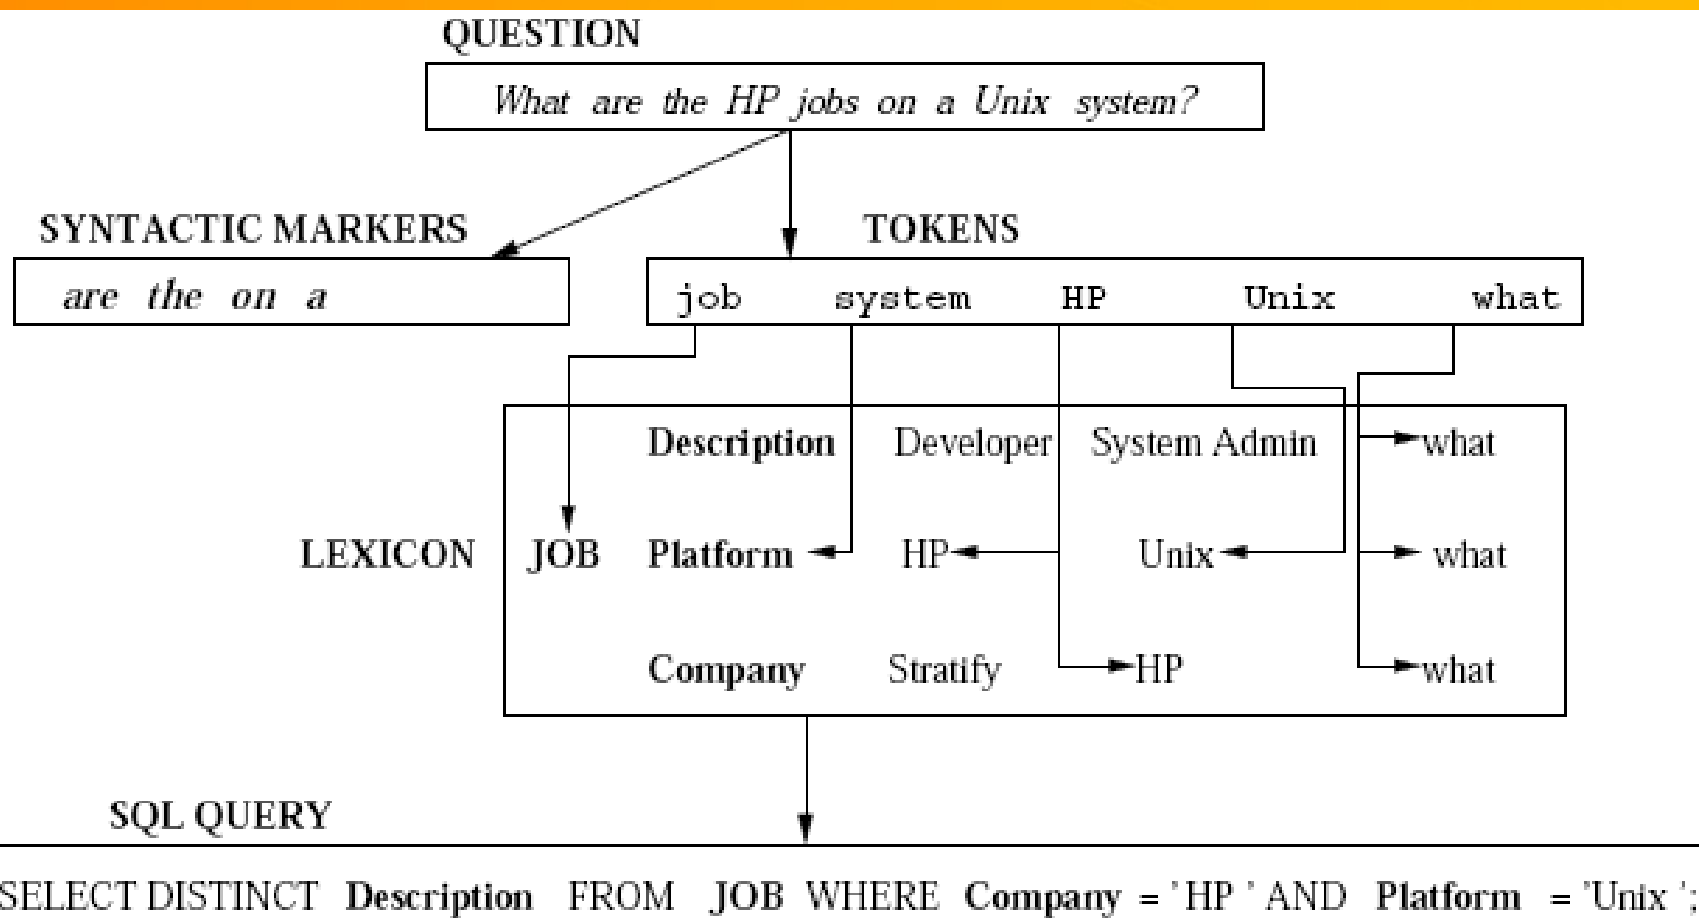 QUESTION
What are the HP jobs on a Unix system?
SYNTACTIC MARKERS
TOKENS
are the on a
job system HP Unix what
Description Developer System Admin what
LEXICON JOB Platform HP Unix what
Company Stratify HP what
SQL QUERY
SELECT DISTINCT Description FROM JOB WHERE Company = 'HP ' AND Platform = 'Unix ';